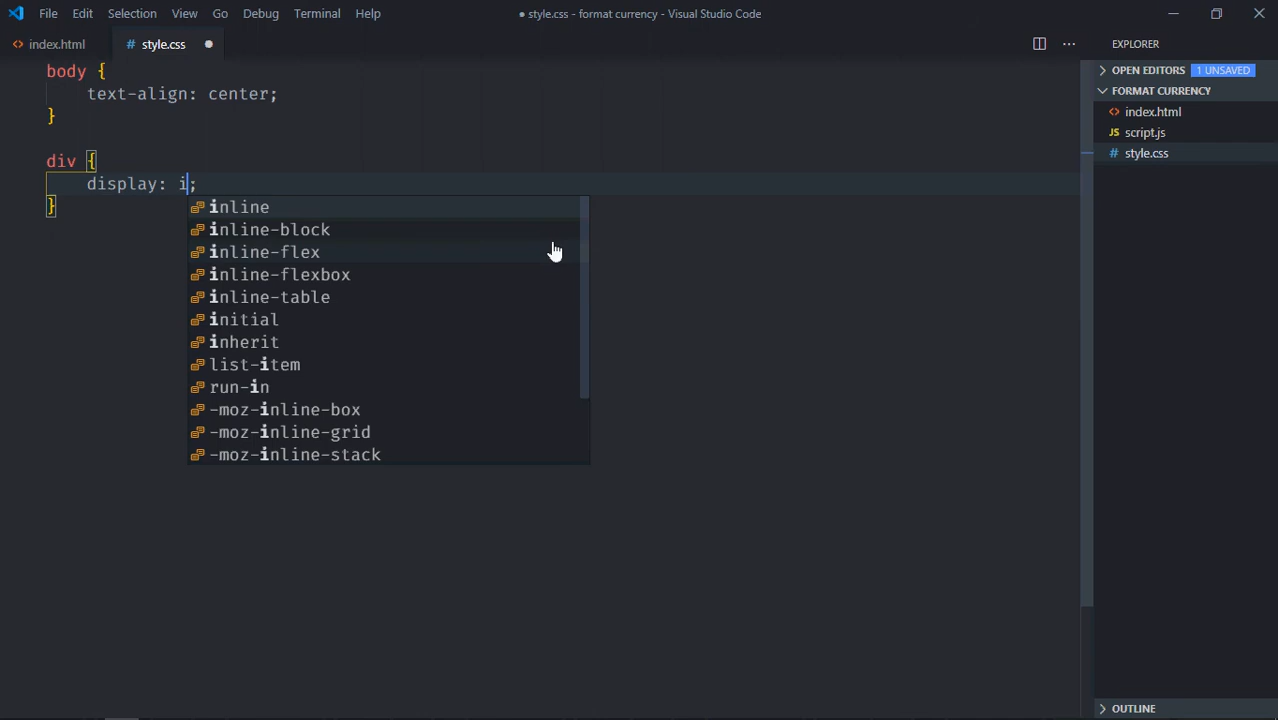 File Edit Selection View Go Debug Terminal Help ● style.css - format currency - Visual Studio Code
<> index.html # style.css ● ··· EXPLORER
body {
text-align: center;
}
div {
display: i;
}
inline
inline-block
inline-flex
inline-flexbox
inline-table
initial
inherit
list-item
run-in
-moz-inline-box
-moz-inline-grid
-moz-inline-stack
OPEN EDITORS 1 UNSAVED
FORMAT CURRENCY
<> index.html
JS script.js
# style.css
OUTLINE